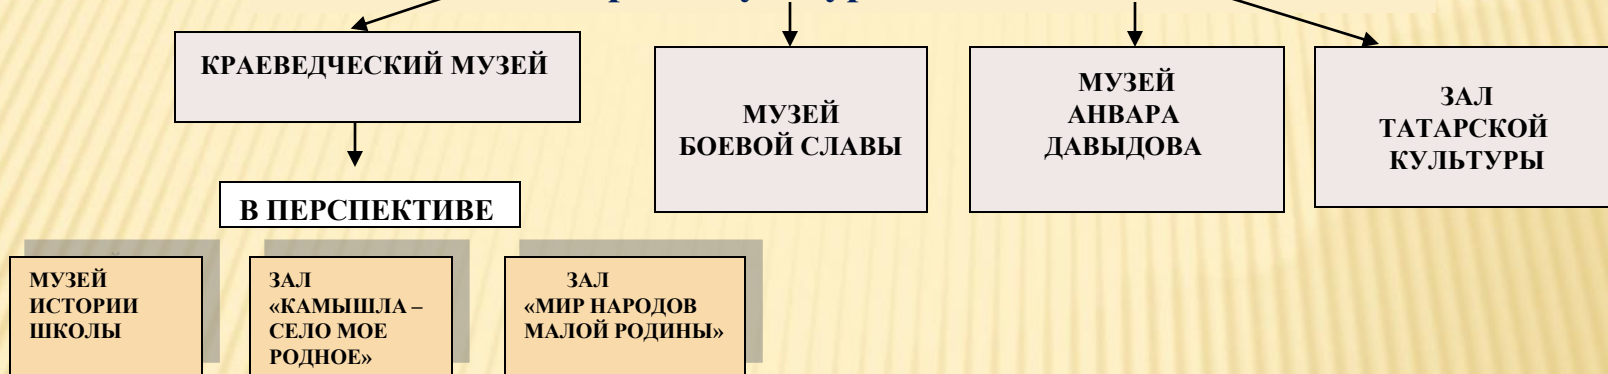 КРАЕВЕДЧЕСКИЙ МУЗЕЙ
МУЗЕЙ
БОЕВОЙ СЛАВЫ
МУЗЕЙ
АНВАРА
ДАВЫДОВА
ЗАЛ
ТАТАРСКОЙ
КУЛЬТУРЫ
В ПЕРСПЕКТИВЕ
МУЗЕЙ
ИСТОРИИ
ШКОЛЫ
ЗАЛ
«КАМЫШЛА –
СЕЛО МОЕ
РОДНОЕ»
ЗАЛ
«МИР НАРОДОВ
МАЛОЙ РОДИНЫ»